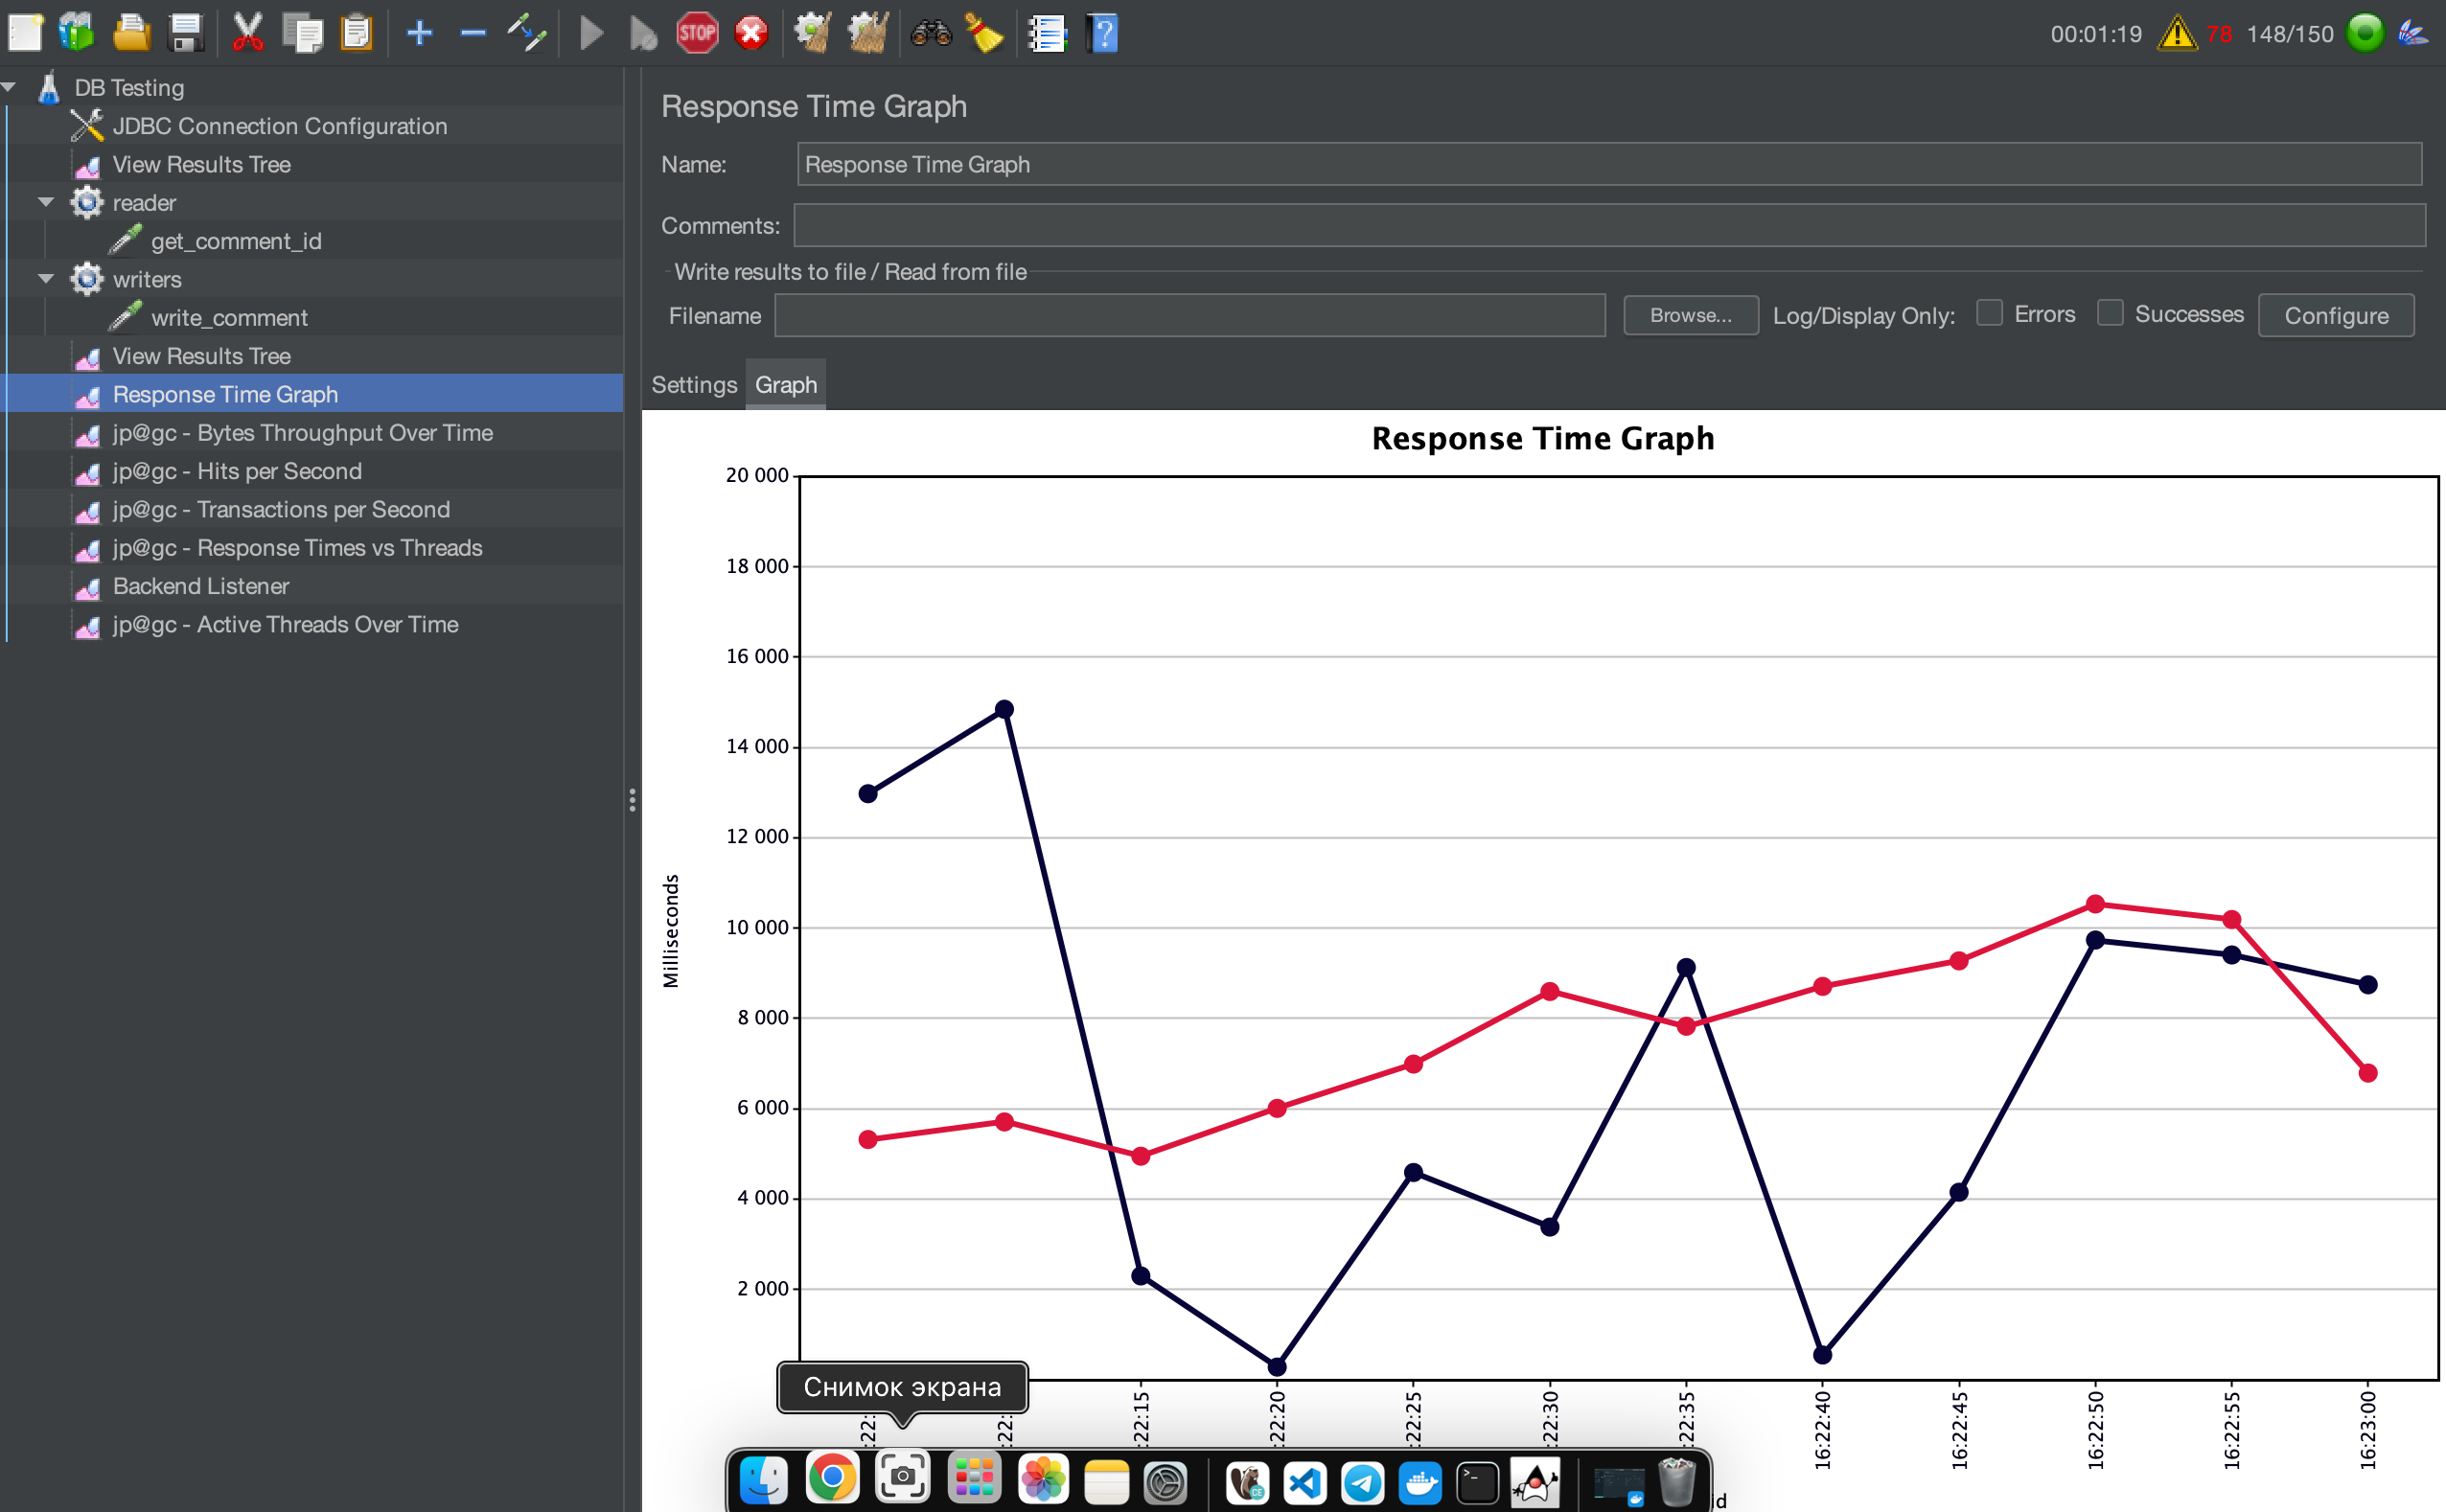 STOP
00:01:19
78
148/150
DB Testing
JDBC Connection Configuration
View Results Tree
reader
get_comment_id
writers
write_comment
View Results Tree
Response Time Graph
jp@gc - Bytes Throughput Over Time
jp@gc - Hits per Second
jp@gc - Transactions per Second
jp@gc - Response Times vs Threads
Backend Listener
jp@gc - Active Threads Over Time
Response Time Graph
Name: Response Time Graph
Comments:
Write results to file / Read from file
Filename Browse... Log/Display Only: Errors Successes Configure
Settings Graph
Response Time Graph
20 000
18 000
16 000
14 000
12 000
10 000
8 000
6 000
4 000
2 000
Milliseconds
:22:15
:22:20
:22:25
:22:30
:22:35
16:22:40
16:22:45
16:22:50
16:22:55
16:23:00
Снимок экрана